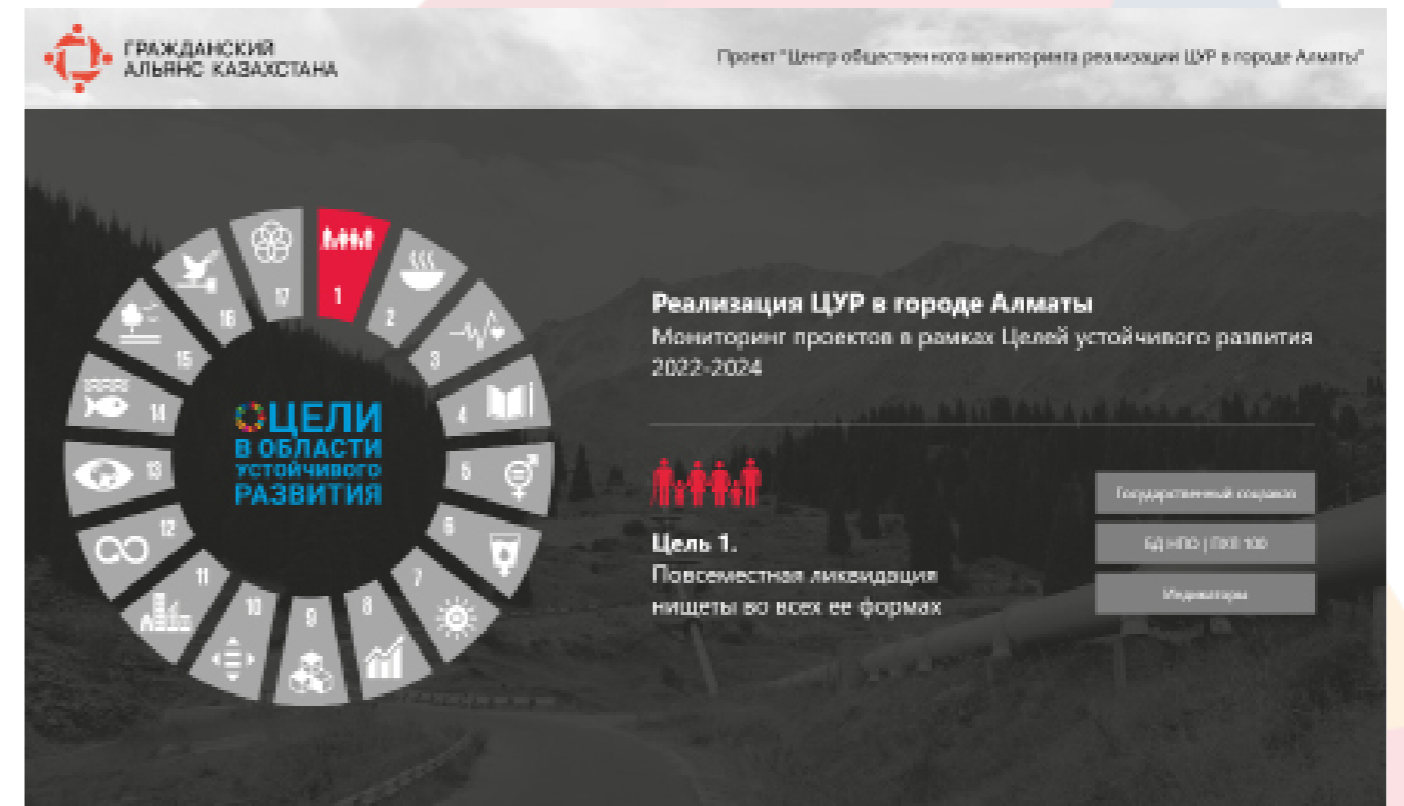 ГРАЖДАНСКИЙ
АЛЬЯНС КАЗАХСТАНА
Проект "Центр общественного мониторинга реализации ЦУР в городе Алматы"
17
1
2
3
4
5
6
7
8
9
10
11
12
13
14
15
16
ЦЕЛИ
В ОБЛАСТИ
УСТОЙЧИВОГО
РАЗВИТИЯ
Реализация ЦУР в городе Алматы
Мониторинг проектов в рамках Целей устойчивого развития
2022-2024
Цель 1.
Повсеместная ликвидация
нищеты во всех ее формах
Государственный соцзаказ
БД НПО | 100